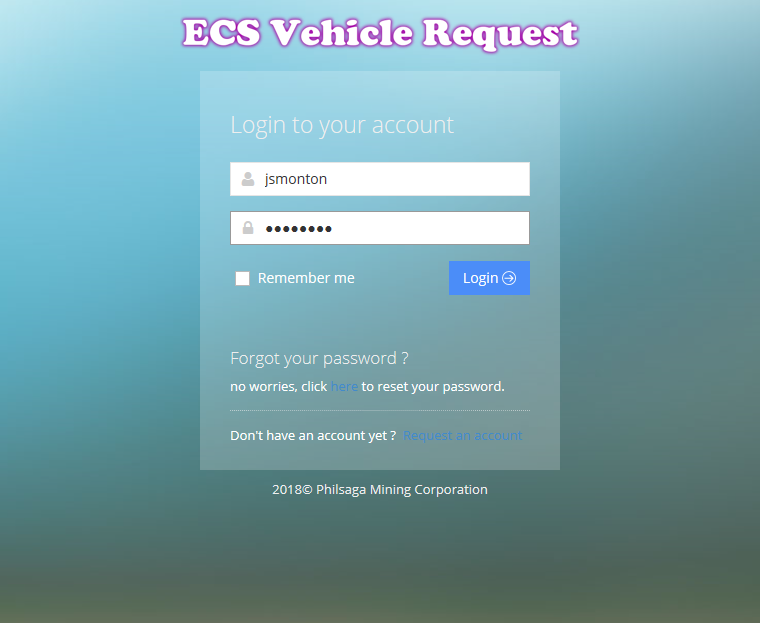 ECS Vehicle Request
Login to your account
jsmonton
●●●●●●●●
Remember me
Login
Forgot your password ?
no worries, click here to reset your password.
Don't have an account yet ? Request an account
2018© Philsaga Mining Corporation